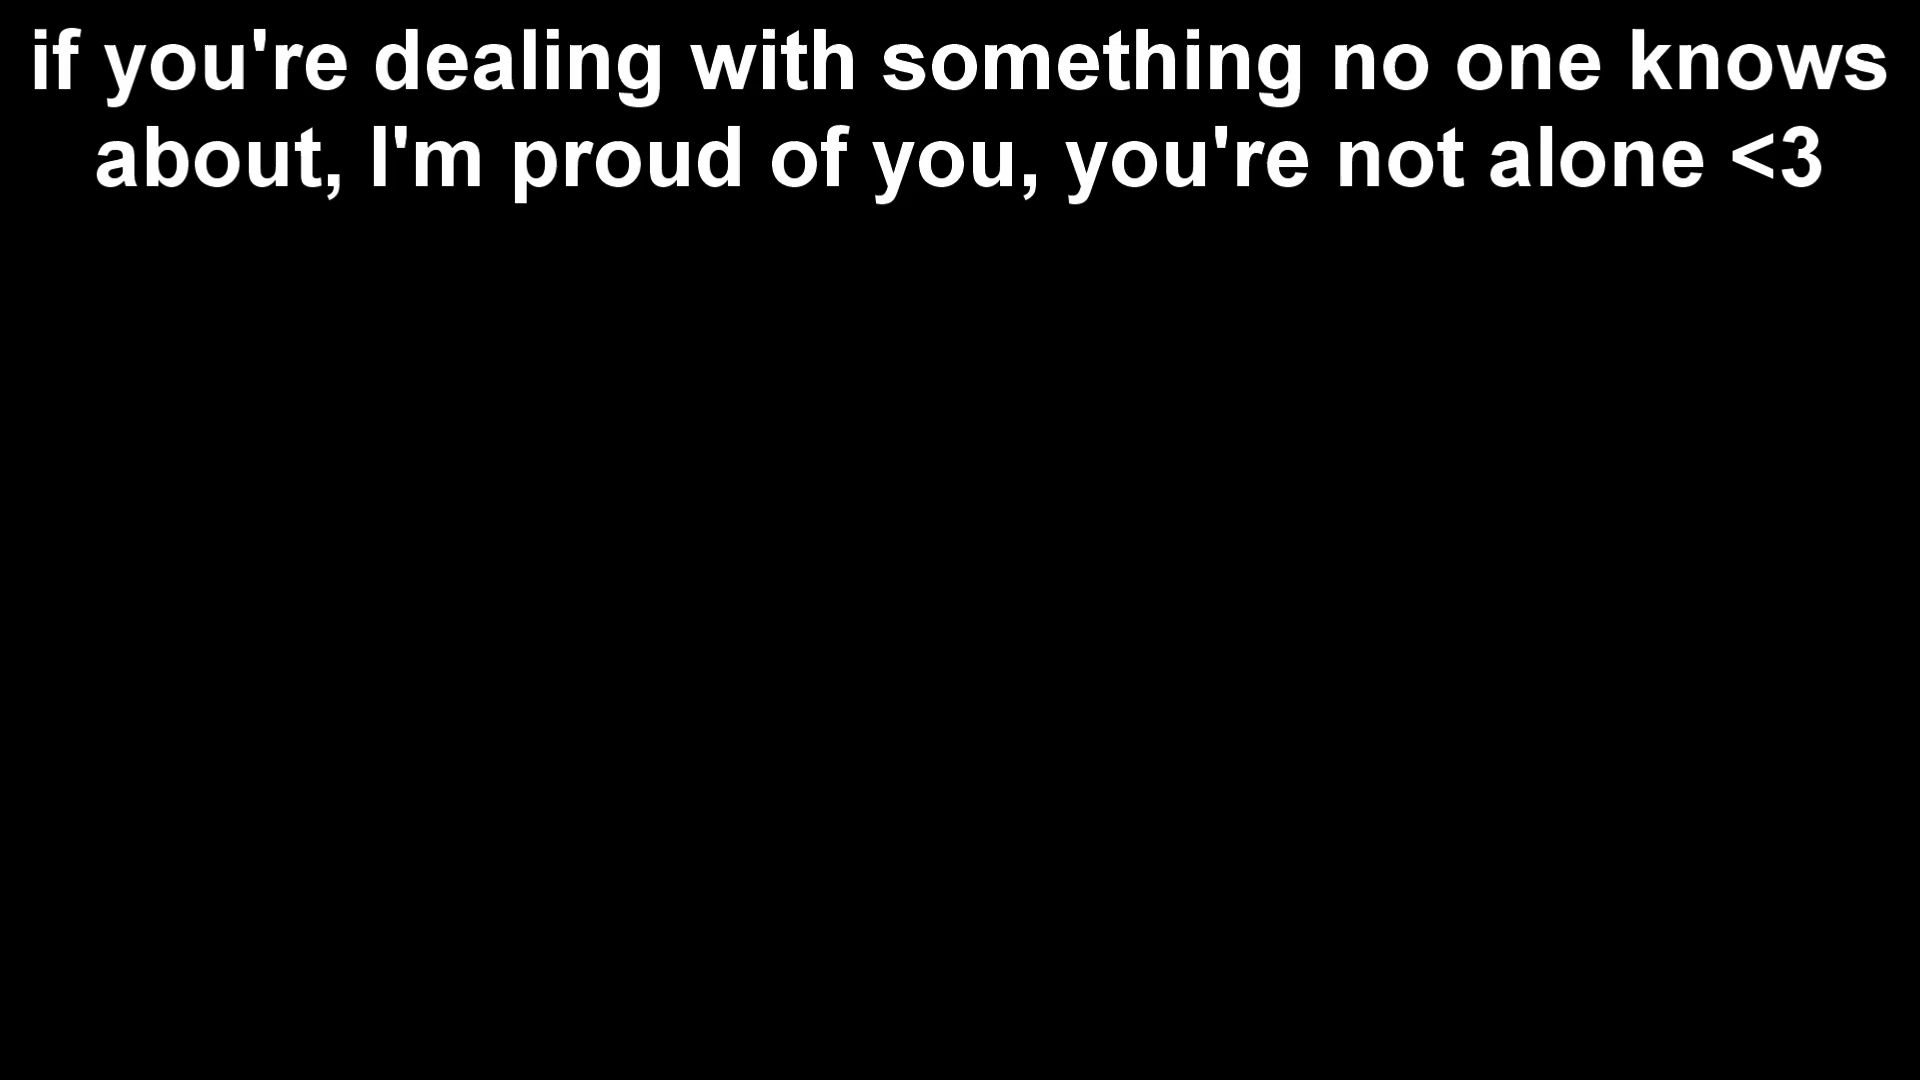 if you're dealing with something no one knows
about, I'm proud of you, you're not alone <3